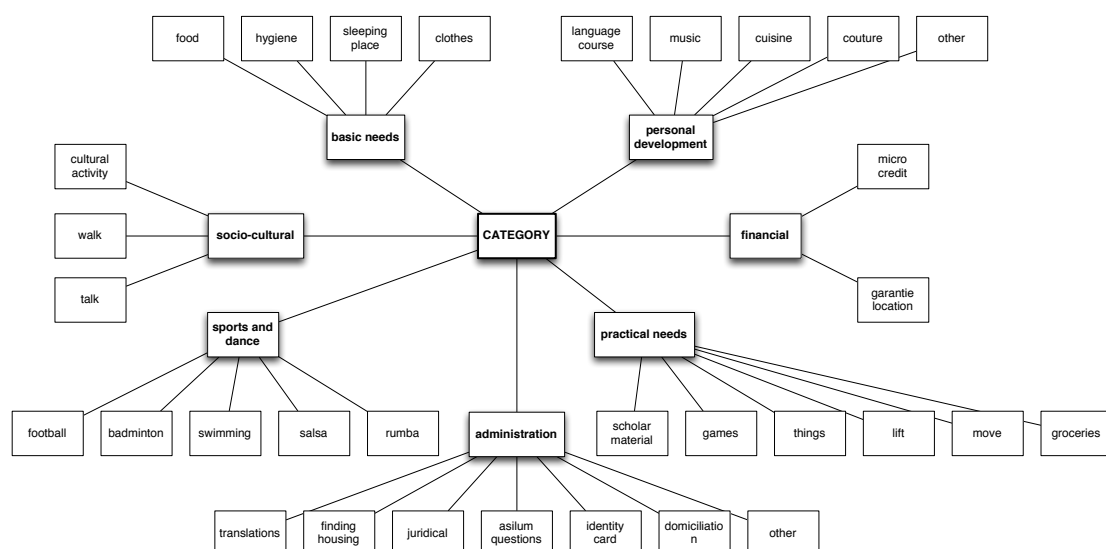 food
hygiene
sleeping
place
clothes
language
course
music
cuisine
couture
other
basic needs
personal
development
cultural
activity
micro
credit
walk
socio-cultural
CATEGORY
financial
talk
garantie
location
sports and
dance
practical needs
football
badminton
swimming
salsa
rumba
administration
scholar
material
games
things
lift
move
groceries
translations
finding
housing
juridical
asilum
questions
identity
card
domiciliatio
n
other